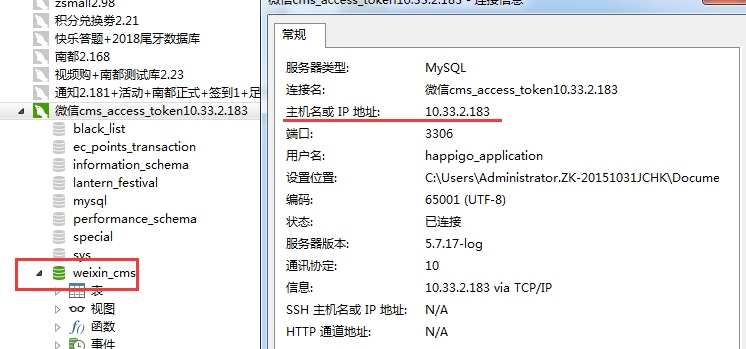 zsmall2.98
积分兑换券2.21
快乐答题+2018尾牙数据库
南都2.168
视频购+南都测试库2.23
通知2.181+活动+南都正式+签到1+足
微信cms_access_token10.33.2.183
black_list
ec_points_transaction
information_schema
lantern_festival
mysql
performance_schema
special
sys
weixin_cms
表
视图
函数
事件
微信cms_access_token10.33.2.183 - 连接信息
常规
服务器类型: MySQL
连接名: 微信cms_access_token10.33.2.183
主机名或 IP 地址: 10.33.2.183
端口: 3306
用户名: happigo_application
设置位置: C:\Users\Administrator.ZK-20151031JCHK\Docume
编码: 65001 (UTF-8)
状态: 已连接
服务器版本: 5.7.17-log
通讯协定: 10
信息: 10.33.2.183 via TCP/IP
SSH 主机名或 IP 地址: N/A
HTTP 通道地址: N/A